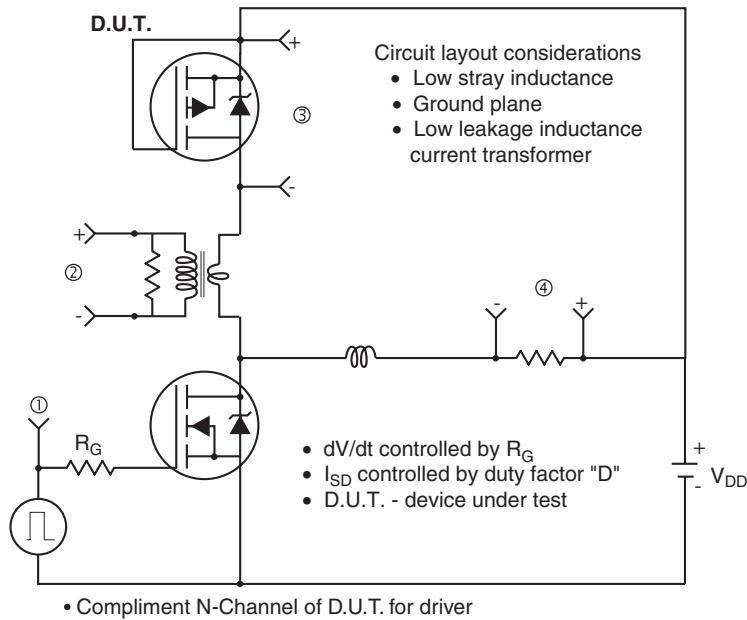 D.U.T.
+
Circuit layout considerations
• Low stray inductance
• Ground plane
• Low leakage inductance
current transformer
③
-
+
②
-
④
- +
①
R_G
• dV/dt controlled by R_G
• I_SD controlled by duty factor "D"
• D.U.T. - device under test
+
V_DD
-
• Compliment N-Channel of D.U.T. for driver